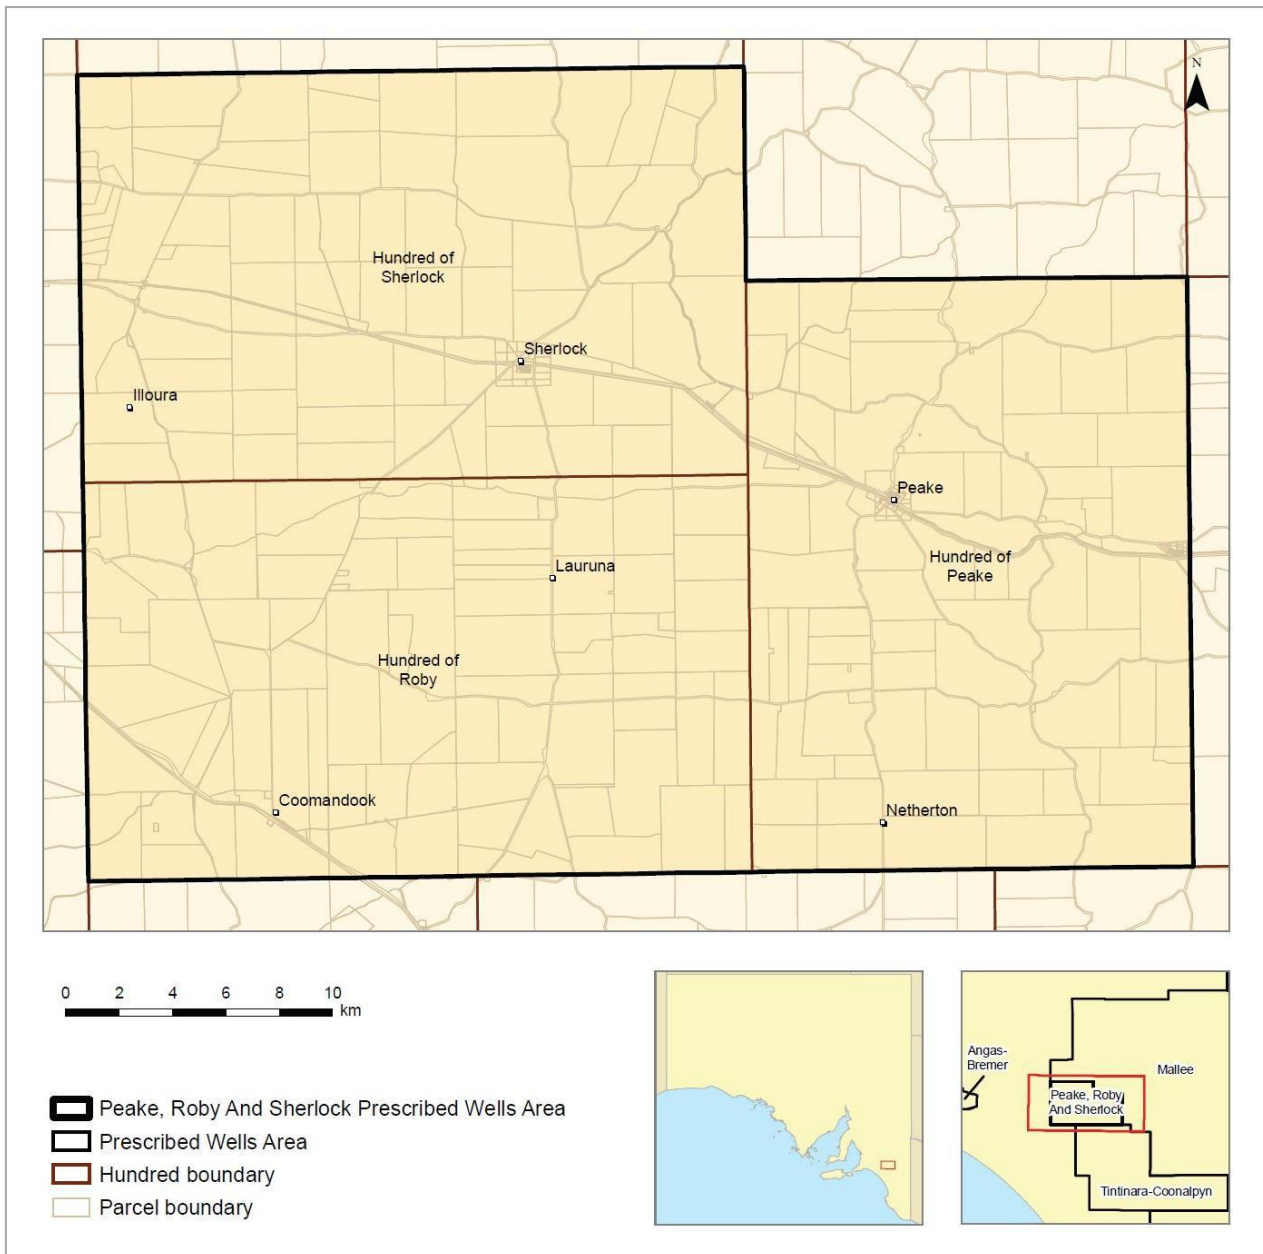 N
Hundred of
Sherlock
Sherlock
Illoura
Peake
Hundred of
Peake
Lauruna
Hundred of
Roby
Coomandook
Netherton
0 2 4 6 8 10
km
Peake, Roby And Sherlock Prescribed Wells Area
Prescribed Wells Area
Hundred boundary
Parcel boundary
Angas-
Bremer
Mallee
Peake, Roby
And Sherlock
Tintinara-Coonalpyn